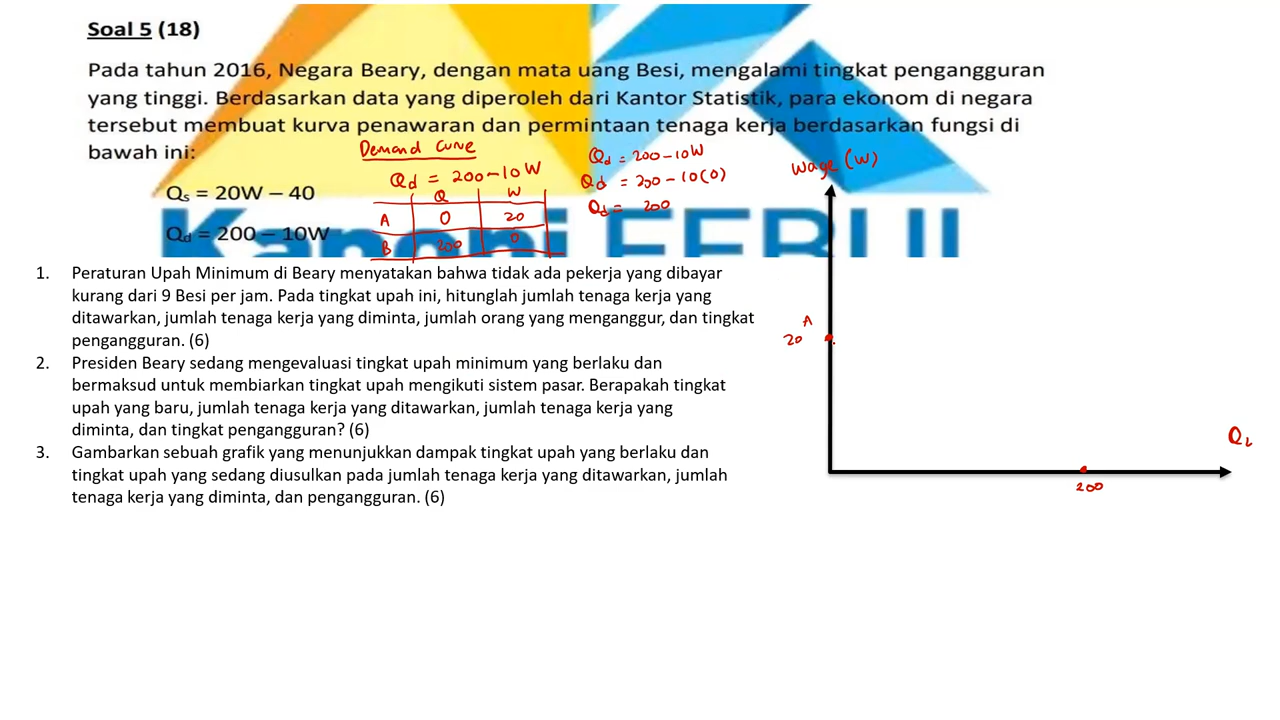 Soal 5 (18)
Pada tahun 2016, Negara Beary, dengan mata uang Besi, mengalami tingkat pengangguran
yang tinggi. Berdasarkan data yang diperoleh dari Kantor Statistik, para ekonom di negara
tersebut membuat kurva penawaran dan permintaan tenaga kerja berdasarkan fungsi di
bawah ini:
Demand Curve
Qd = 200 - 10W
Qd = 200 - 10W
Qd = 200 - 10(0)
Qd = 200
Q W
A 0 20
B 200 0
Qs = 20W – 40
Qd = 200 – 10W
Kanopi FEB UI
1. Peraturan Upah Minimum di Beary menyatakan bahwa tidak ada pekerja yang dibayar
kurang dari 9 Besi per jam. Pada tingkat upah ini, hitunglah jumlah tenaga kerja yang
ditawarkan, jumlah tenaga kerja yang diminta, jumlah orang yang menganggur, dan tingkat
pengangguran. (6)
2. Presiden Beary sedang mengevaluasi tingkat upah minimum yang berlaku dan
bermaksud untuk membiarkan tingkat upah mengikuti sistem pasar. Berapakah tingkat
upah yang baru, jumlah tenaga kerja yang ditawarkan, jumlah tenaga kerja yang
diminta, dan tingkat pengangguran? (6)
3. Gambarkan sebuah grafik yang menunjukkan dampak tingkat upah yang berlaku dan
tingkat upah yang sedang diusulkan pada jumlah tenaga kerja yang ditawarkan, jumlah
tenaga kerja yang diminta, dan pengangguran. (6)
Wage (W)
A
20
QL
200